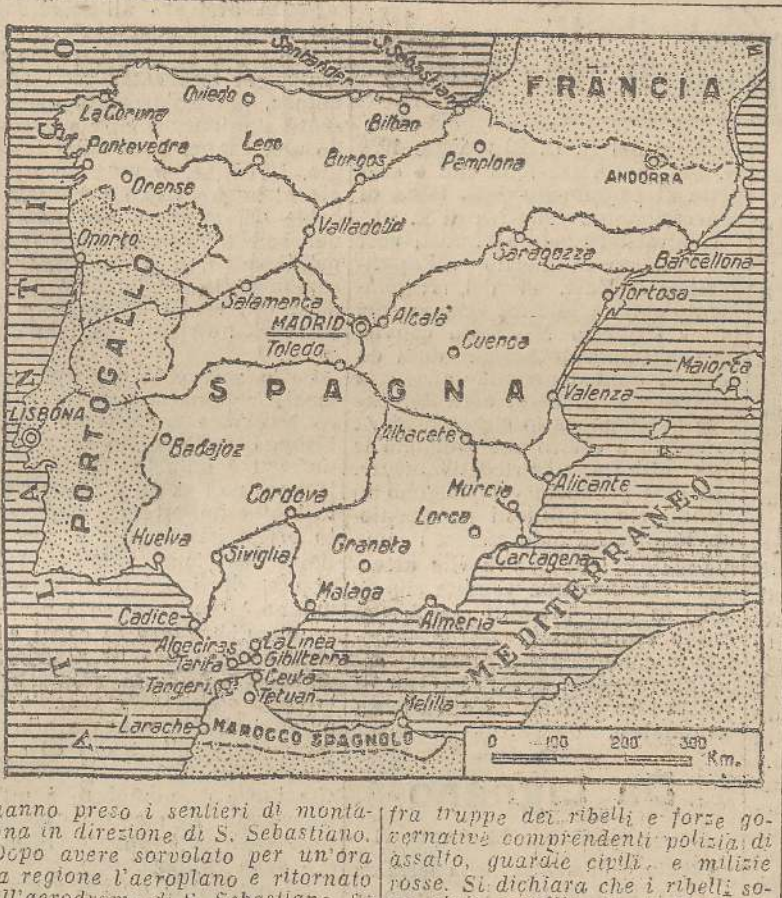 Santander
S. Sebastian
FRANCIA
La Coruna
Oviedo
Bilbao
Pontevedra
Leon
Burgos
Pamplona
ANDORRA
Orense
Oporto
Valladolid
Saragozza
Barcellona
Salamanca
Tortosa
MADRID
Alcalà
Toledo
Cuenca
Maiorca
SPAGNA
Valenza
LISBONA
PORTOGALLO
Albacete
Badajoz
Alicante
Cordova
Murcia
Lorca
Huelva
Siviglia
Granata
Cartagena
Malaga
Cadice
Almeria
MEDITERRANEO
Algeciras
La Linea
Tarifa
Gibilterra
Tangeri
Ceuta
Tetuan
Melilla
Larache
MAROCCO SPAGNOLO
ATLANTICO
0 100 200 300
Km.
hanno preso i sentieri di monta-
gna in direzione di S. Sebastiano.
Dopo avere sorvolato per un'ora
la regione l'aeroplano è ritornato
fra truppe dei ribelli e forze go-
vernative comprendenti polizia di
assalto, guardie civili, e milizie
rosse. Si dichiara che i ribelli so-